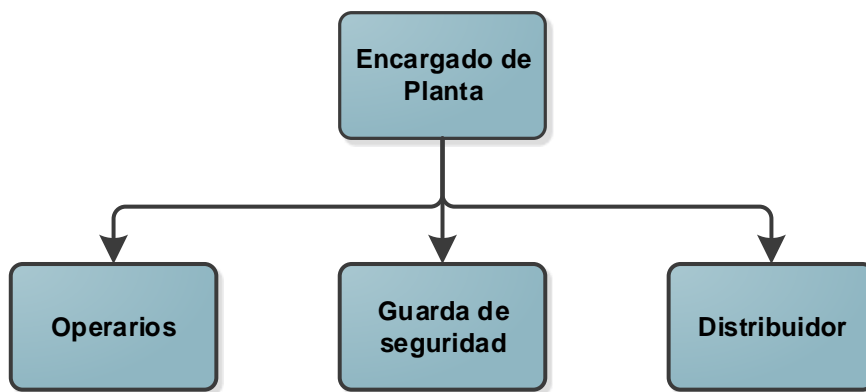 Encargado de
Planta
Operarios
Guarda de
seguridad
Distribuidor